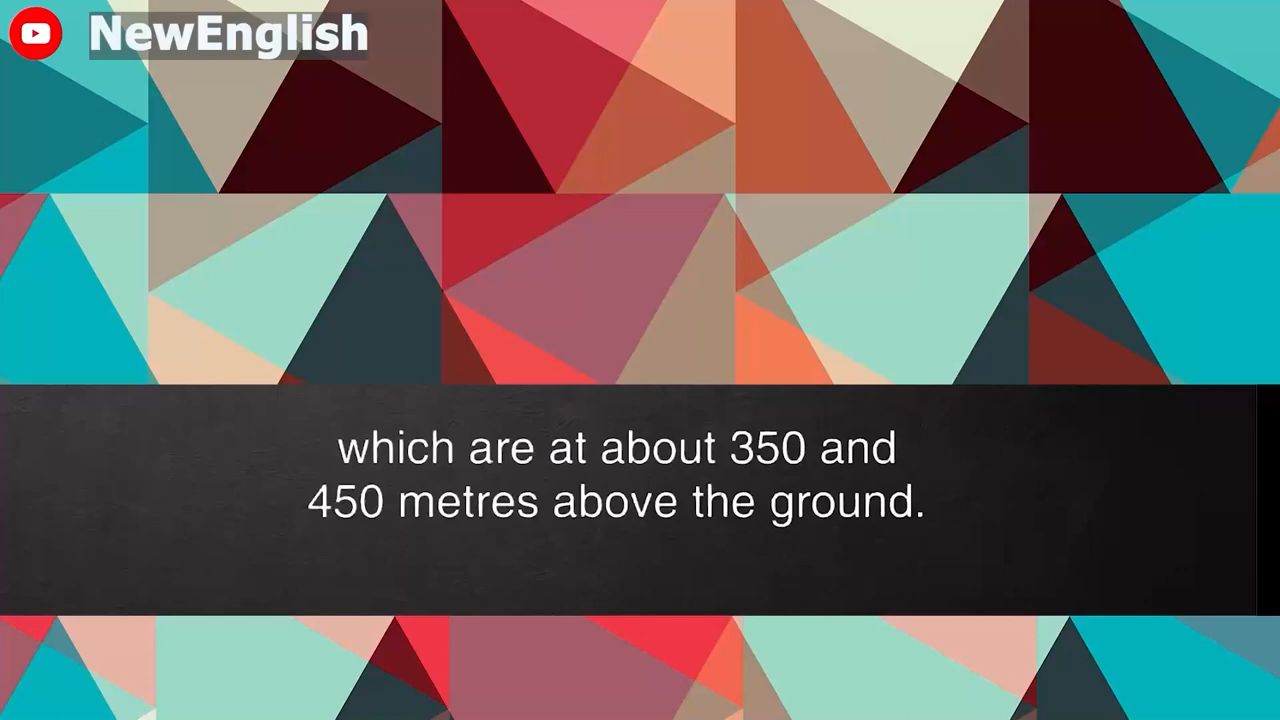 NewEnglish
which are at about 350 and
450 metres above the ground.